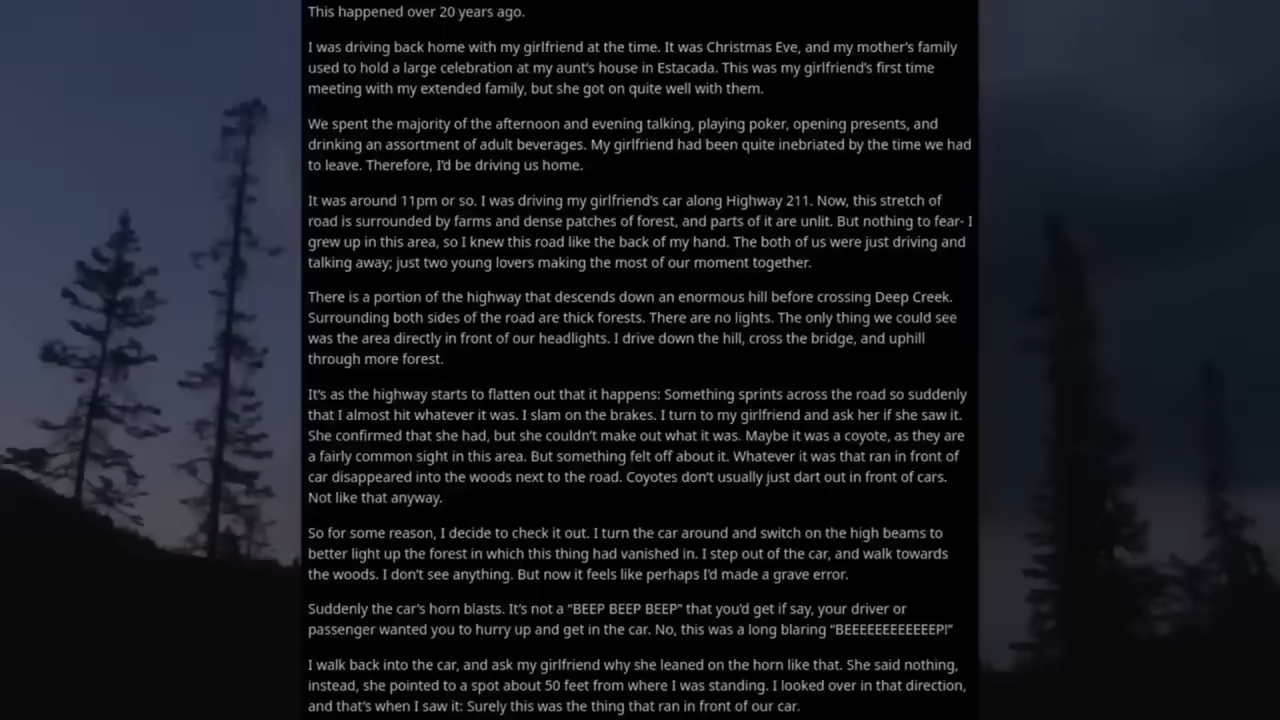 This happened over 20 years ago.
I was driving back home with my girlfriend at the time. It was Christmas Eve, and my mother's family
used to hold a large celebration at my aunt's house in Estacada. This was my girlfriend's first time
meeting with my extended family, but she got on quite well with them.
We spent the majority of the afternoon and evening talking, playing poker, opening presents, and
drinking an assortment of adult beverages. My girlfriend had been quite inebriated by the time we had
to leave. Therefore, I'd be driving us home.
It was around 11pm or so. I was driving my girlfriend's car along Highway 211. Now, this stretch of
road is surrounded by farms and dense patches of forest, and parts of it are unlit. But nothing to fear- I
grew up in this area, so I knew this road like the back of my hand. The both of us were just driving and
talking away; just two young lovers making the most of our moment together.
There is a portion of the highway that descends down an enormous hill before crossing Deep Creek.
Surrounding both sides of the road are thick forests. There are no lights. The only thing we could see
was the area directly in front of our headlights. I drive down the hill, cross the bridge, and uphill
through more forest.
It's as the highway starts to flatten out that it happens: Something sprints across the road so suddenly
that I almost hit whatever it was. I slam on the brakes. I turn to my girlfriend and ask her if she saw it.
She confirmed that she had, but she couldn't make out what it was. Maybe it was a coyote, as they are
a fairly common sight in this area. But something felt off about it. Whatever it was that ran in front of
car disappeared into the woods next to the road. Coyotes don't usually just dart out in front of cars.
Not like that anyway.
So for some reason, I decide to check it out. I turn the car around and switch on the high beams to
better light up the forest in which this thing had vanished in. I step out of the car, and walk towards
the woods. I don't see anything. But now it feels like perhaps I'd made a grave error.
Suddenly the car's horn blasts. It's not a "BEEP BEEP BEEP" that you'd get if say, your driver or
passenger wanted you to hurry up and get in the car. No, this was a long blaring "BEEEEEEEEEEEEP!"
I walk back into the car, and ask my girlfriend why she leaned on the horn like that. She said nothing,
instead, she pointed to a spot about 50 feet from where I was standing. I looked over in that direction,
and that's when I saw it: Surely this was the thing that ran in front of our car.